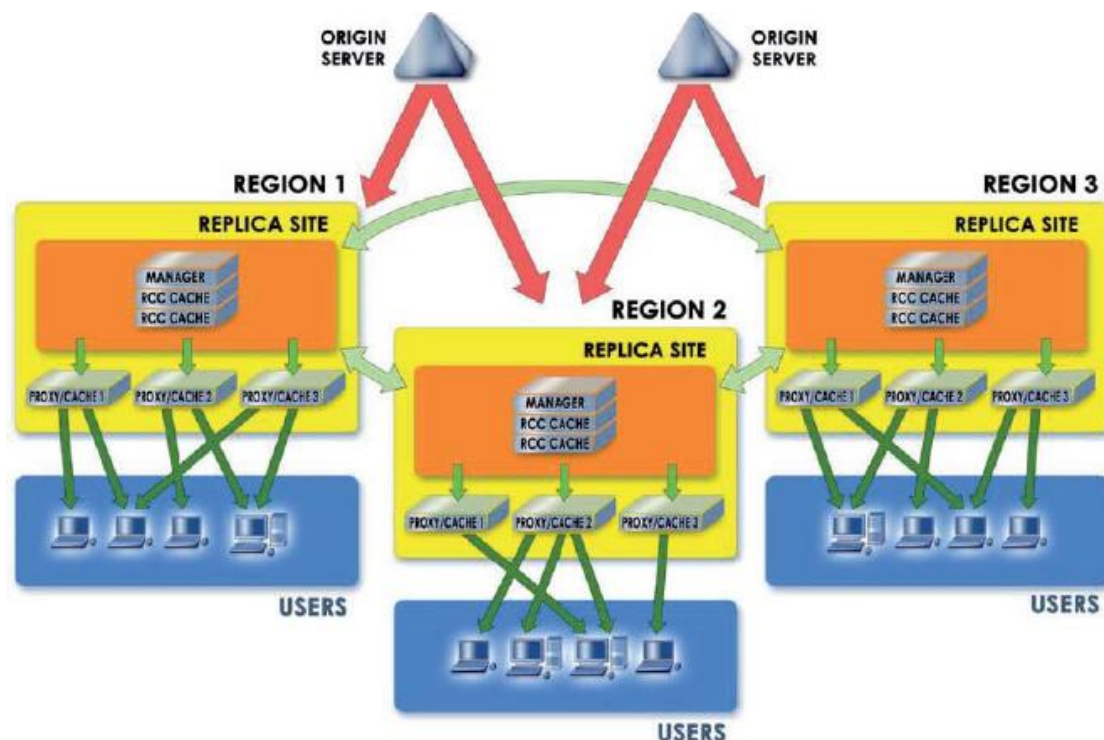 ORIGIN
SERVER
ORIGIN
SERVER
REGION 1
REPLICA SITE
MANAGER
RCC CACHE
RCC CACHE
PROXY/CACHE 1
PROXY/CACHE 2
PROXY/CACHE 3
USERS
REGION 2
REPLICA SITE
MANAGER
RCC CACHE
RCC CACHE
PROXY/CACHE 1
PROXY/CACHE 2
PROXY/CACHE 3
USERS
REGION 3
REPLICA SITE
MANAGER
RCC CACHE
RCC CACHE
PROXY/CACHE 1
PROXY/CACHE 2
PROXY/CACHE 3
USERS